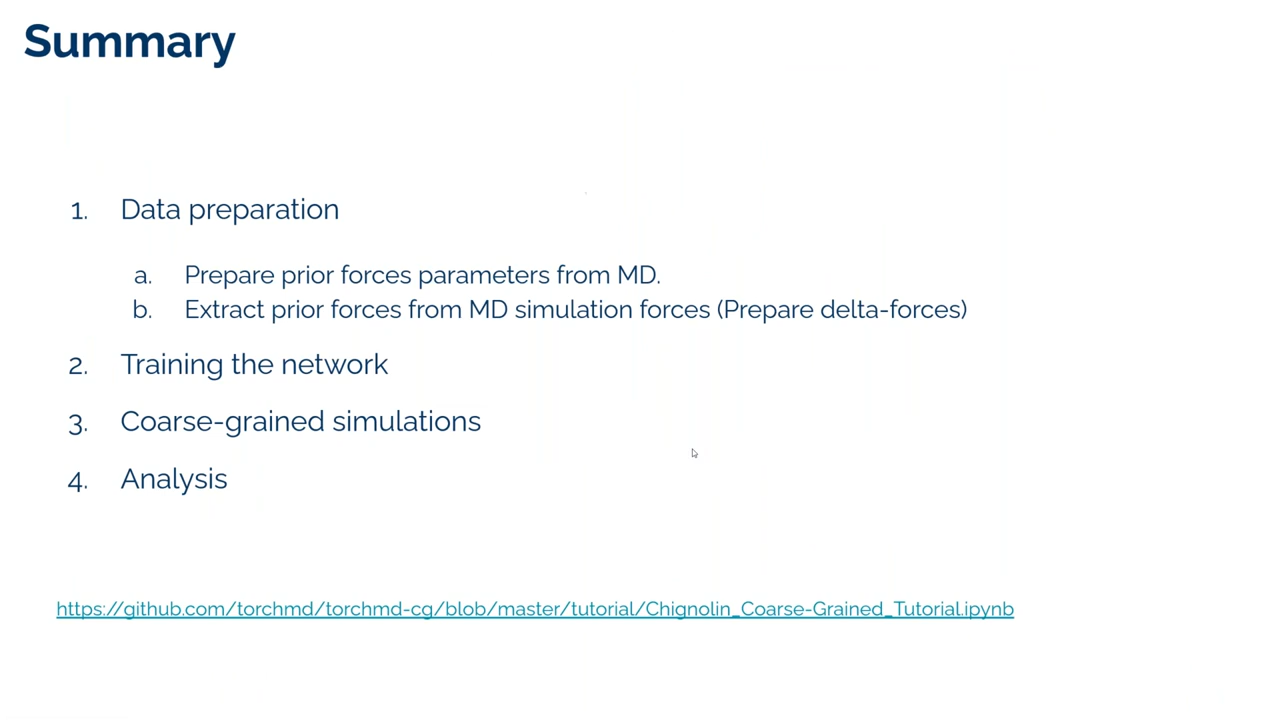 Summary
1. Data preparation
a. Prepare prior forces parameters from MD.
b. Extract prior forces from MD simulation forces (Prepare delta-forces)
2. Training the network
3. Coarse-grained simulations
4. Analysis
https://github.com/torchmd/torchmd-cg/blob/master/tutorial/Chignolin_Coarse-Grained_Tutorial.ipynb